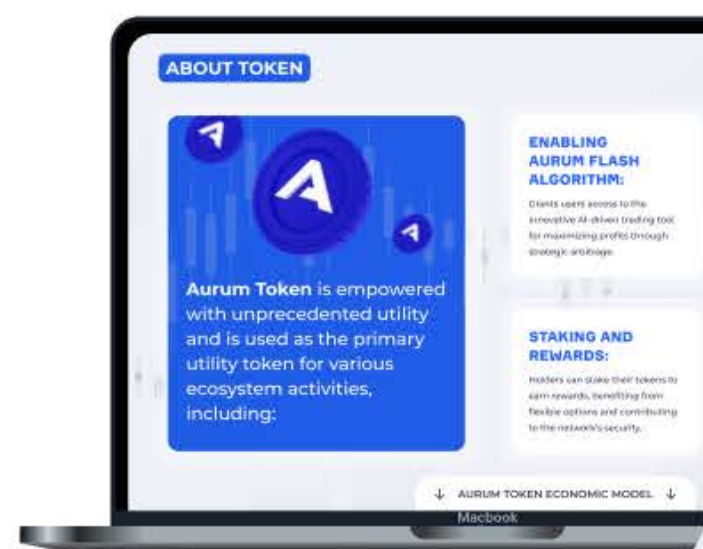 ABOUT TOKEN
Aurum Token is empowered
with unprecedented utility
and is used as the primary
utility token for various
ecosystem activities,
including:
ENABLING
AURUM FLASH
ALGORITHM:
Grants users access to the
innovative AI-driven trading tool
for maximizing profits through
strategic arbitrage.
STAKING AND
REWARDS:
Holders can stake their tokens to
earn rewards, benefiting from
flexible options and contributing
to the network's security.
↓ AURUM TOKEN ECONOMIC MODEL ↓
Macbook